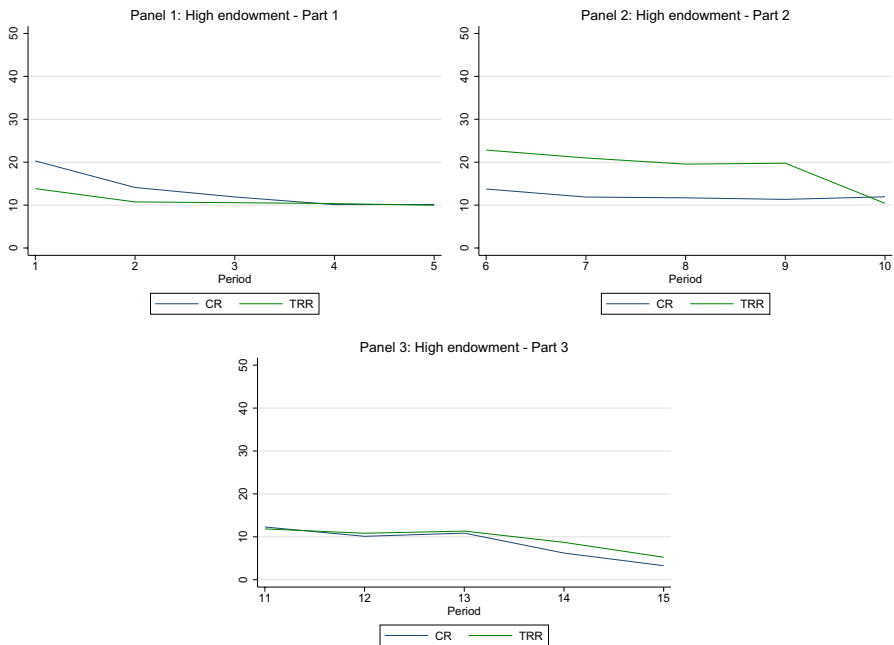 Panel 1: High endowment - Part 1
50
40
30
20
10
0
1 2 3 4 5
Period
CR TRR
Panel 2: High endowment - Part 2
50
40
30
20
10
0
6 7 8 9 10
Period
CR TRR
Panel 3: High endowment - Part 3
50
40
30
20
10
0
11 12 13 14 15
Period
CR TRR